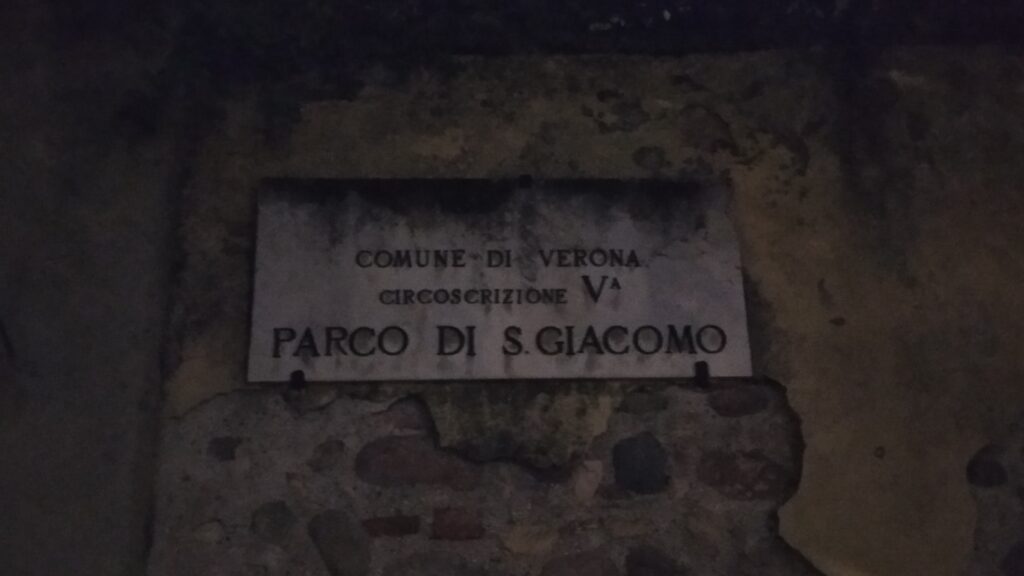 COMUNE DI VERONA
CIRCOSCRIZIONE Vᴬ
PARCO DI S. GIACOMO